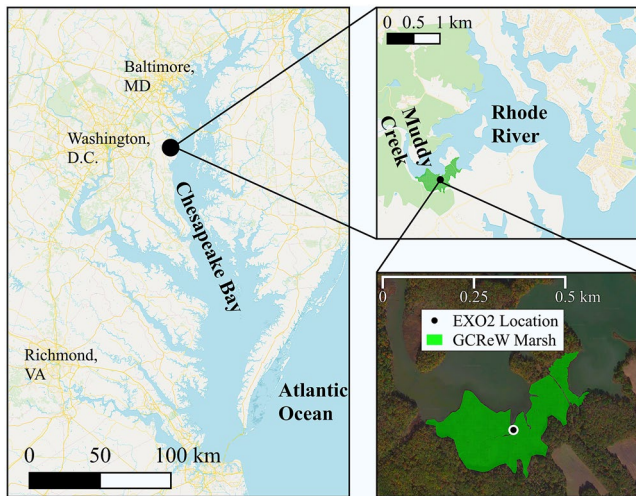 Baltimore,
MD
Washington,
D.C.
Chesapeake Bay
Richmond,
VA
Atlantic
Ocean
0 50 100 km
0 0.5 1 km
Muddy
Creek
Rhode
River
0 0.25 0.5 km
EXO2 Location
GCReW Marsh